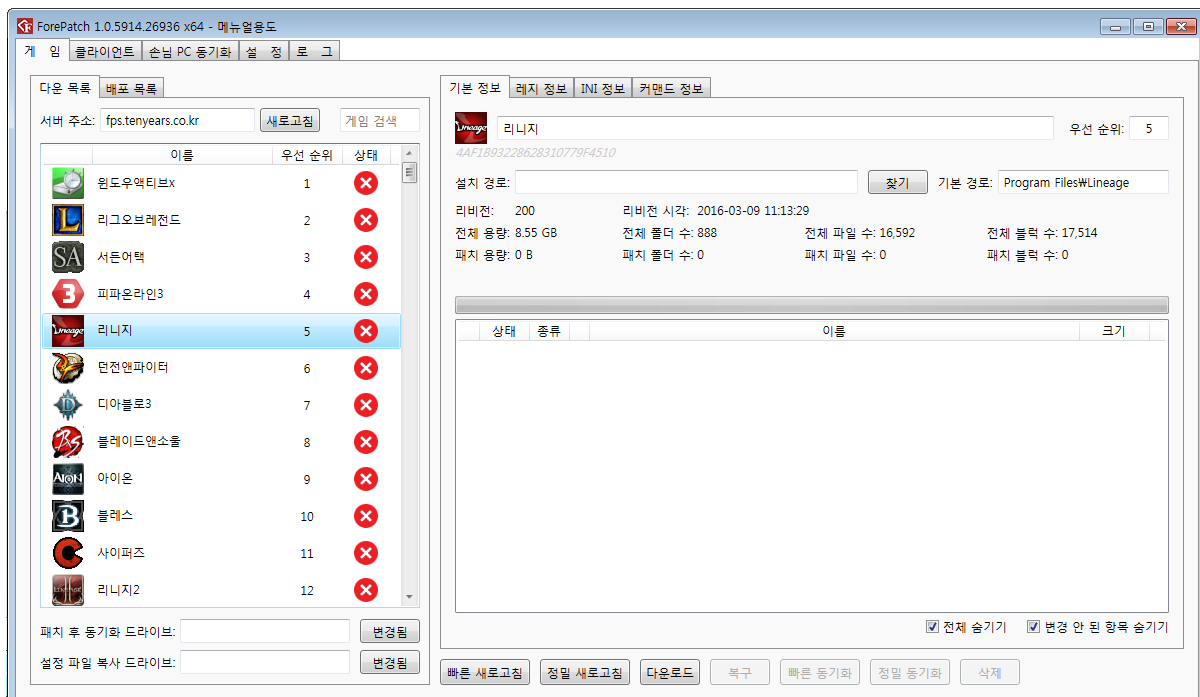 ForePatch 1.0.5914.26936 x64 - 메뉴얼용도
게 임 클라이언트 손님 PC 동기화 설 정 로 그
다운 목록 배포 목록
서버 주소: fps.tenyears.co.kr 새로고침 게임 검색
이름 우선 순위 상태
윈도우액티브x 1
L 리그오브레전드 2
SA 서든어택 3
3 피파온라인3 4
Lineage 리니지 5
던전앤파이터 6
D 디아블로3 7
BS 블레이드앤소울 8
AION 아이온 9
B 블레스 10
C 사이퍼즈 11
LINEAGE II 리니지2 12
패치 후 동기화 드라이브: 변경됨
설정 파일 복사 드라이브: 변경됨
기본 정보 레지 정보 INI 정보 커맨드 정보
Lineage 리니지 우선 순위: 5
4AF1B93228628310779F4510
설치 경로: 찾기 기본 경로: Program Files₩Lineage
리비전: 200 리비전 시각: 2016-03-09 11:13:29
전체 용량: 8.55 GB 전체 폴더 수: 888 전체 파일 수: 16,592 전체 블럭 수: 17,514
패치 용량: 0 B 패치 폴더 수: 0 패치 파일 수: 0 패치 블럭 수: 0
상태 종류 이름 크기
전체 숨기기 변경 안 된 항목 숨기기
빠른 새로고침 정밀 새로고침 다운로드 복구 빠른 동기화 정밀 동기화 삭제